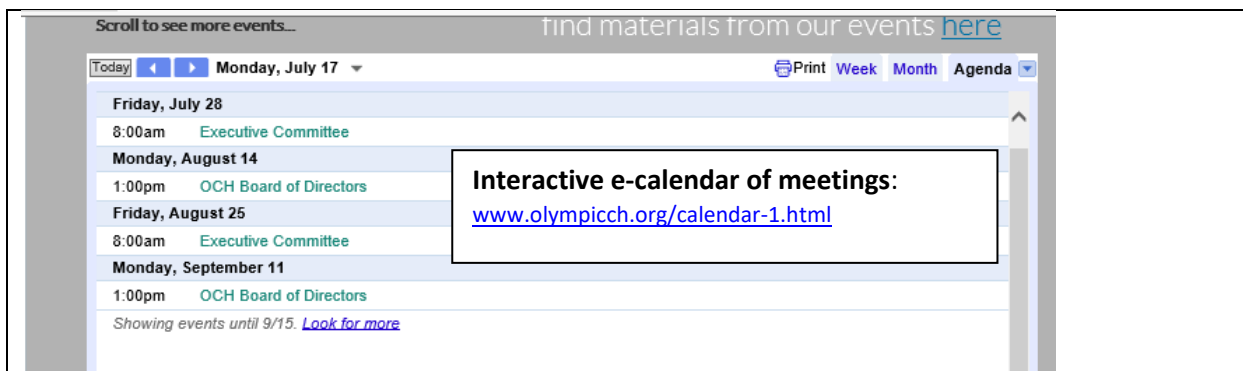 Scroll to see more events...
find materials from our events here
Today Monday, July 17 Print Week Month Agenda
Friday, July 28
8:00am Executive Committee
Monday, August 14
1:00pm OCH Board of Directors
Friday, August 25
8:00am Executive Committee
Monday, September 11
1:00pm OCH Board of Directors
Showing events until 9/15. Look for more
Interactive e-calendar of meetings:
www.olympicch.org/calendar-1.html